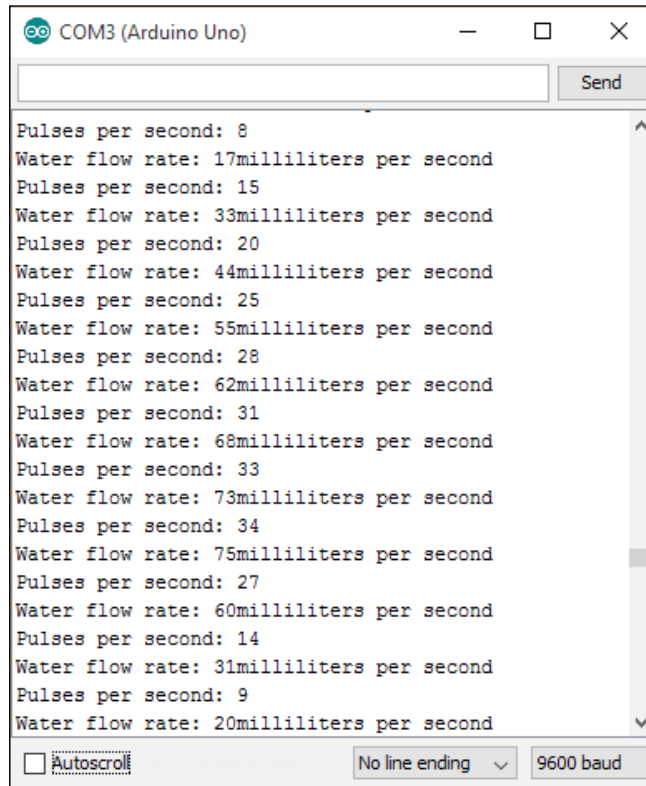 COM3 (Arduino Uno)
Send
Pulses per second: 8
Water flow rate: 17milliliters per second
Pulses per second: 15
Water flow rate: 33milliliters per second
Pulses per second: 20
Water flow rate: 44milliliters per second
Pulses per second: 25
Water flow rate: 55milliliters per second
Pulses per second: 28
Water flow rate: 62milliliters per second
Pulses per second: 31
Water flow rate: 68milliliters per second
Pulses per second: 33
Water flow rate: 73milliliters per second
Pulses per second: 34
Water flow rate: 75milliliters per second
Pulses per second: 27
Water flow rate: 60milliliters per second
Pulses per second: 14
Water flow rate: 31milliliters per second
Pulses per second: 9
Water flow rate: 20milliliters per second
Autoscroll No line ending 9600 baud